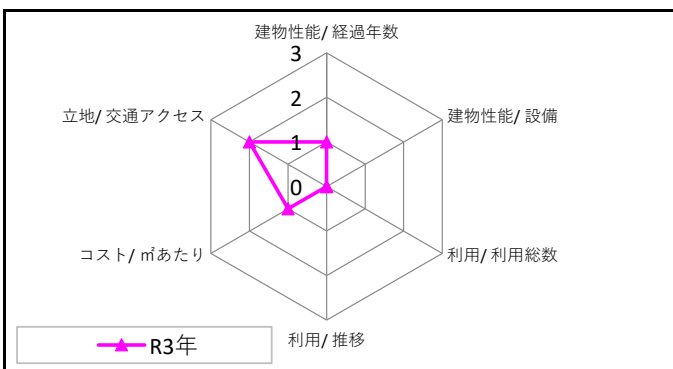 建物性能/ 経過年数
3
立地/ 交通アクセス
2
建物性能/ 設備
1
0
コスト/ ㎡あたり
利用/ 利用総数
R3年
利用/ 推移